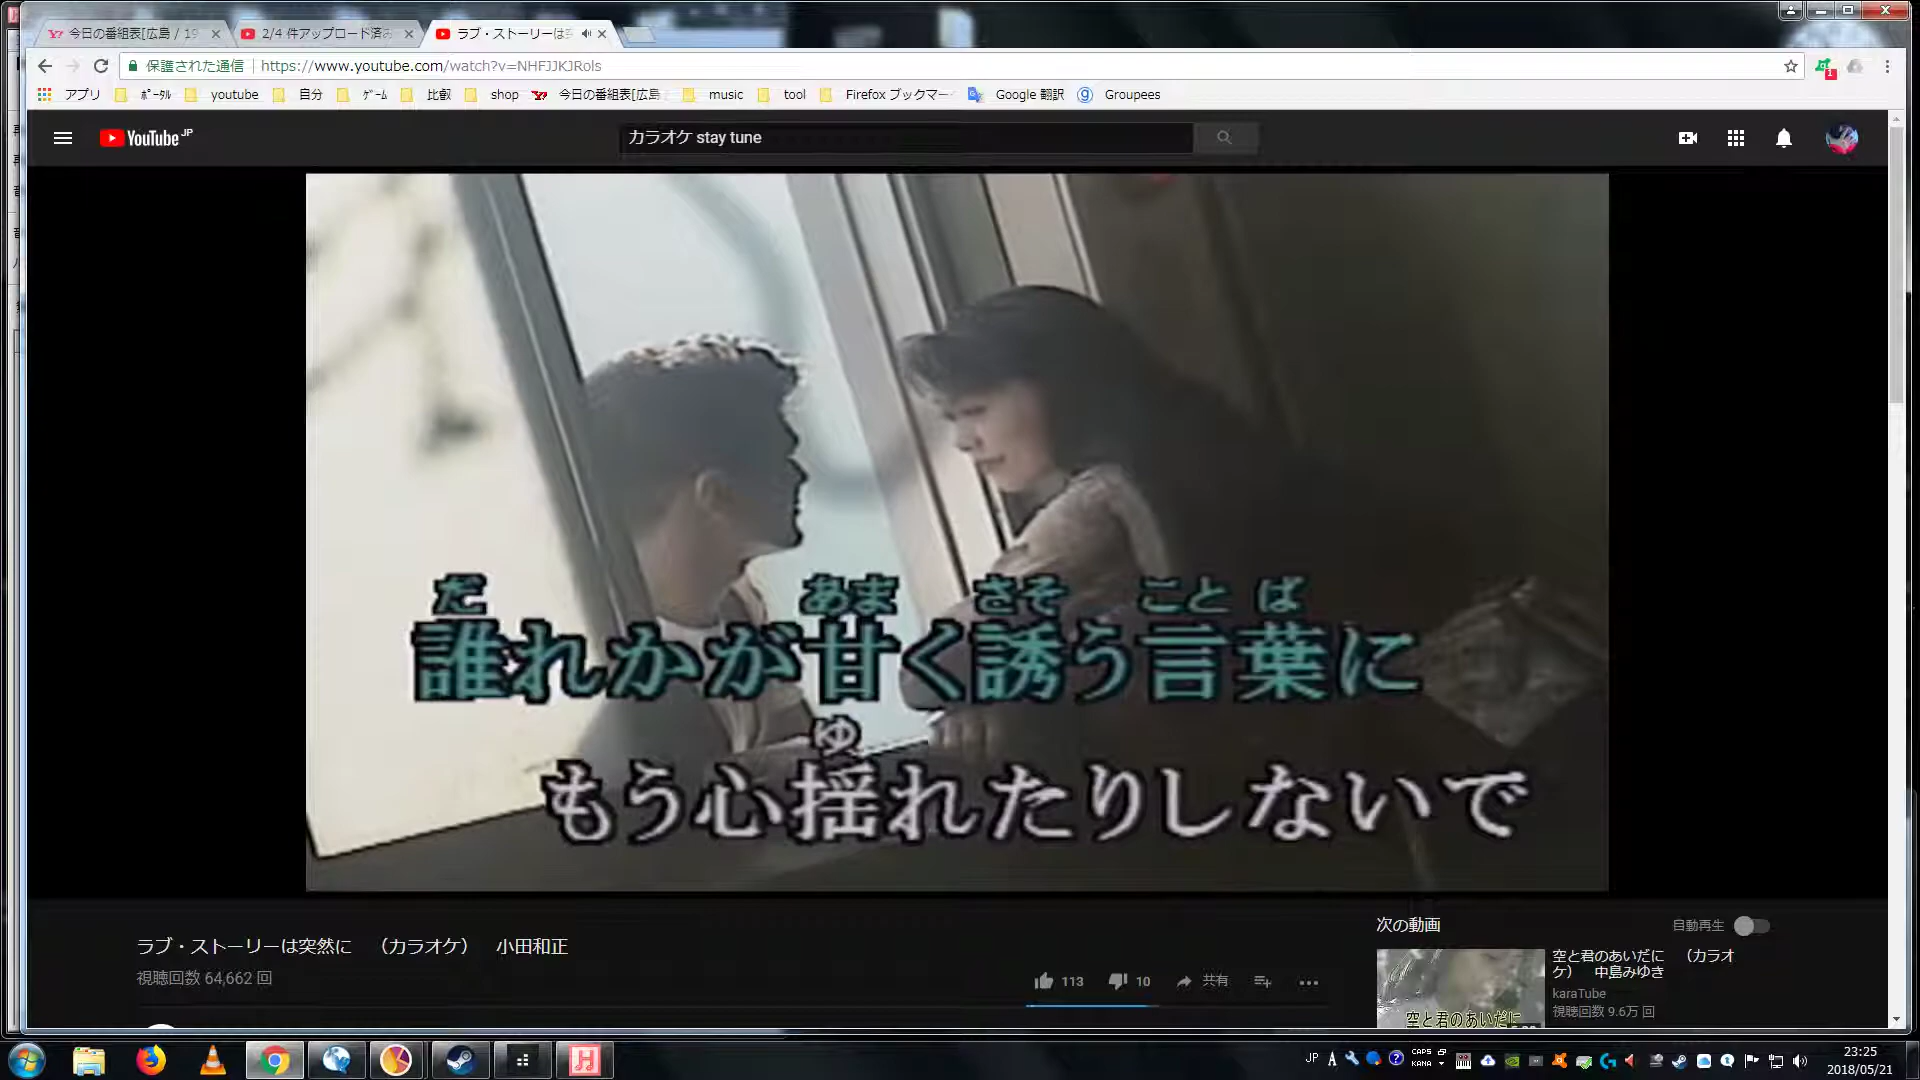 今日の番組表[広島 / 19
2/4 件アップロード済み
ラブ・ストーリーは突
保護された通信
https://www.youtube.com/watch?v=NHFJJKJRols
アプリ
ﾎﾟｰﾀﾙ
youtube
自分
ｹﾞｰﾑ
比叡
shop
今日の番組表[広島
music
tool
Firefox ブックマー
Google 翻訳
Groupees
YouTube JP
カラオケ stay tune
だ あま さそ ことば
誰れかが甘く誘う言葉に
ゆ
もう心揺れたりしないで
ラブ・ストーリーは突然に （カラオケ） 小田和正
視聴回数 64,662 回
113
10
共有
次の動画
自動再生
空と君のあいだに （カラオ
ケ） 中島みゆき
karaTube
視聴回数 9.6万 回
空と君のあいだに
JP
A
CAPS
KANA
23:25
2018/05/21